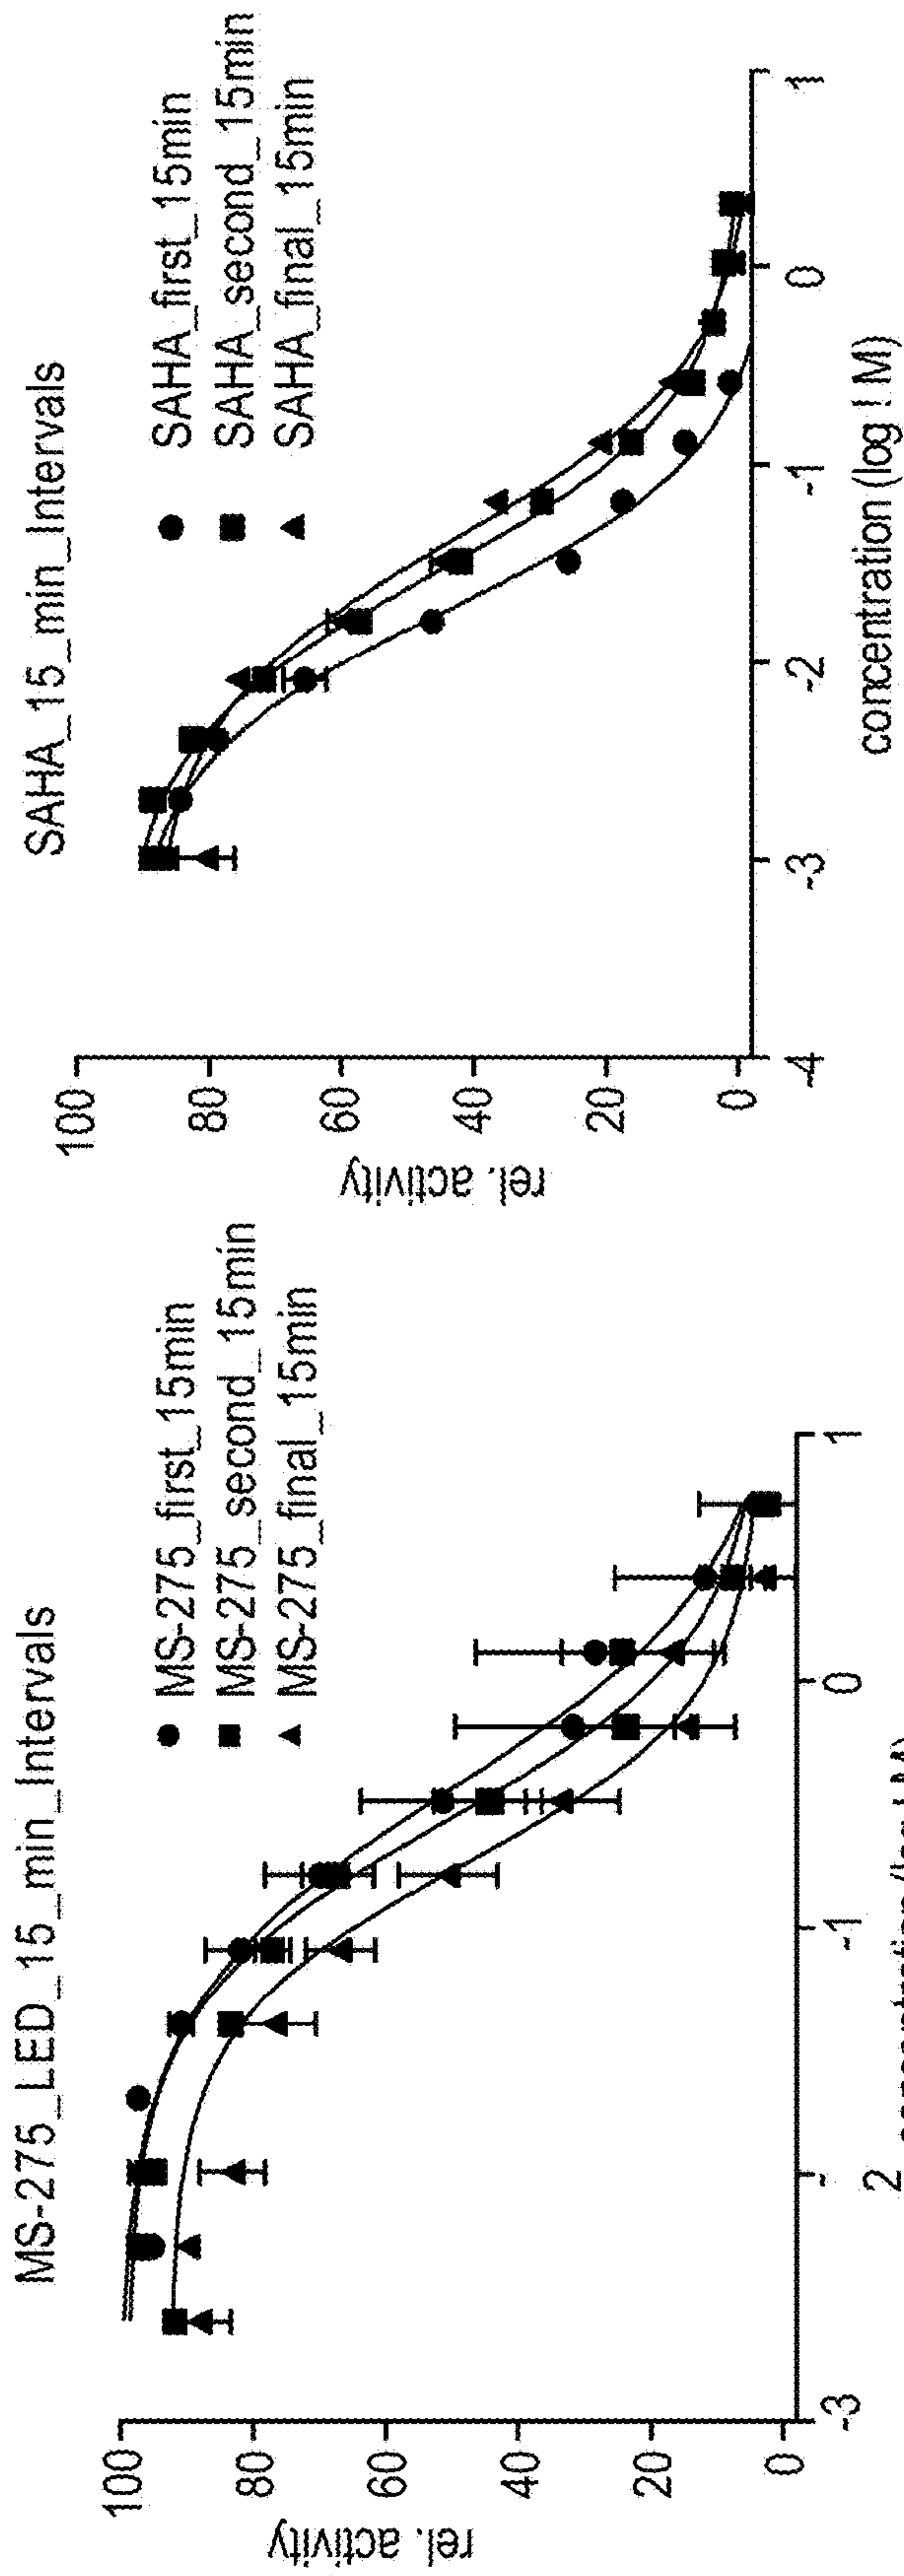 MS-275_LED_15_min_Intervals
MS-275_first_15min
MS-275_second_15min
MS-275_final_15min
100
80
60
40
20
0
rel. activity
-3
2
-1
0
1
SAHA_15_min_Intervals
SAHA_first_15min
SAHA_second_15min
SAHA_final_15min
100
80
60
40
20
0
rel. activity
-4
-3
-2
-1
0
1
concentration (log